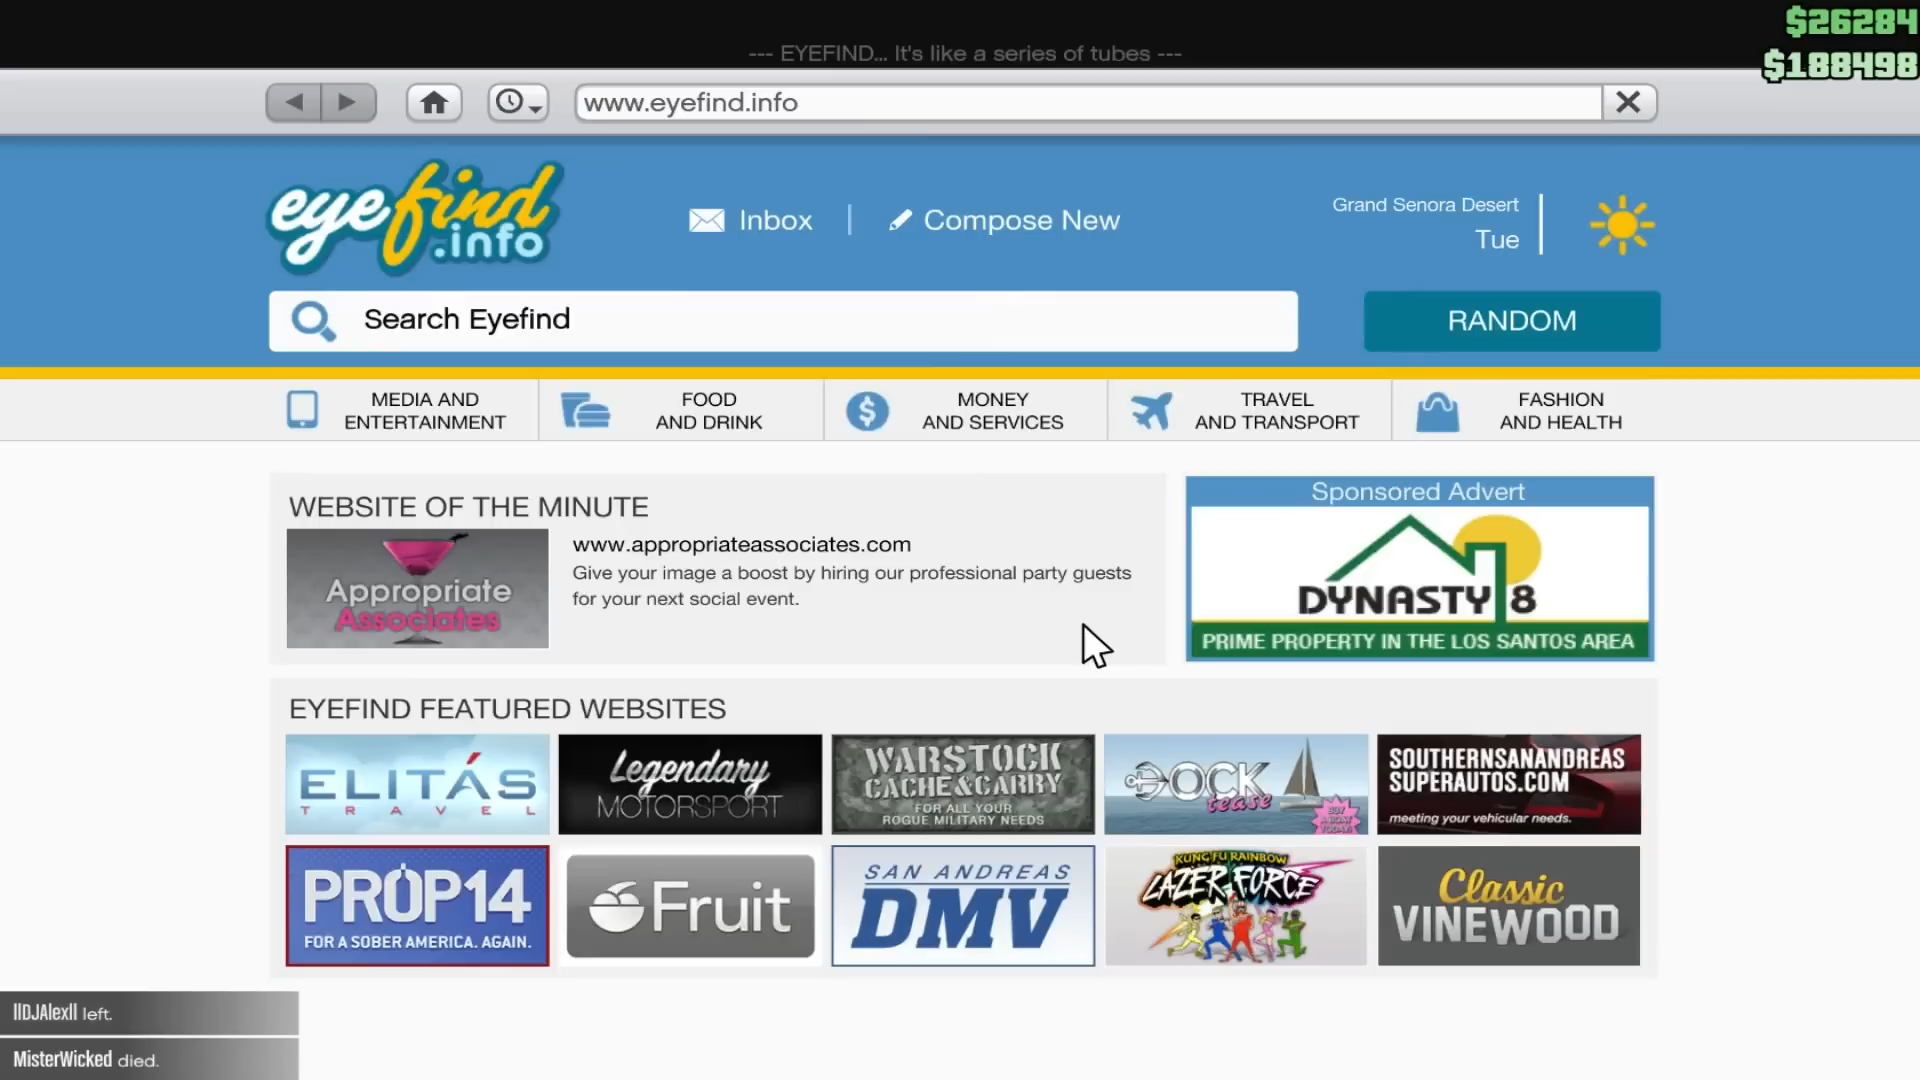 $26284
--- EYEFIND... It's like a series of tubes ---
$188498
www.eyefind.info
eyefind
.info
Inbox
Compose New
Grand Senora Desert
Tue
Search Eyefind
RANDOM
MEDIA AND
ENTERTAINMENT
FOOD
AND DRINK
MONEY
AND SERVICES
TRAVEL
AND TRANSPORT
FASHION
AND HEALTH
WEBSITE OF THE MINUTE
Appropriate
Associates
www.appropriateassociates.com
Give your image a boost by hiring our professional party guests
for your next social event.
Sponsored Advert
DYNASTY 8
PRIME PROPERTY IN THE LOS SANTOS AREA
EYEFIND FEATURED WEBSITES
ELITÁS
TRAVEL
Legendary
MOTORSPORT
WARSTOCK
CACHE&CARRY
FOR ALL YOUR
ROGUE MILITARY NEEDS
DOCK
tease
BUY
A BOAT
TODAY!
SOUTHERNSANANDREAS
SUPERAUTOS.COM
meeting your vehicular needs.
PROP14
FOR A SOBER AMERICA. AGAIN.
Fruit
SAN ANDREAS
DMV
KUNG FU RAINBOW
LAZER FORCE
Classic
VINEWOOD
llDJAlexll left.
MisterWicked died.